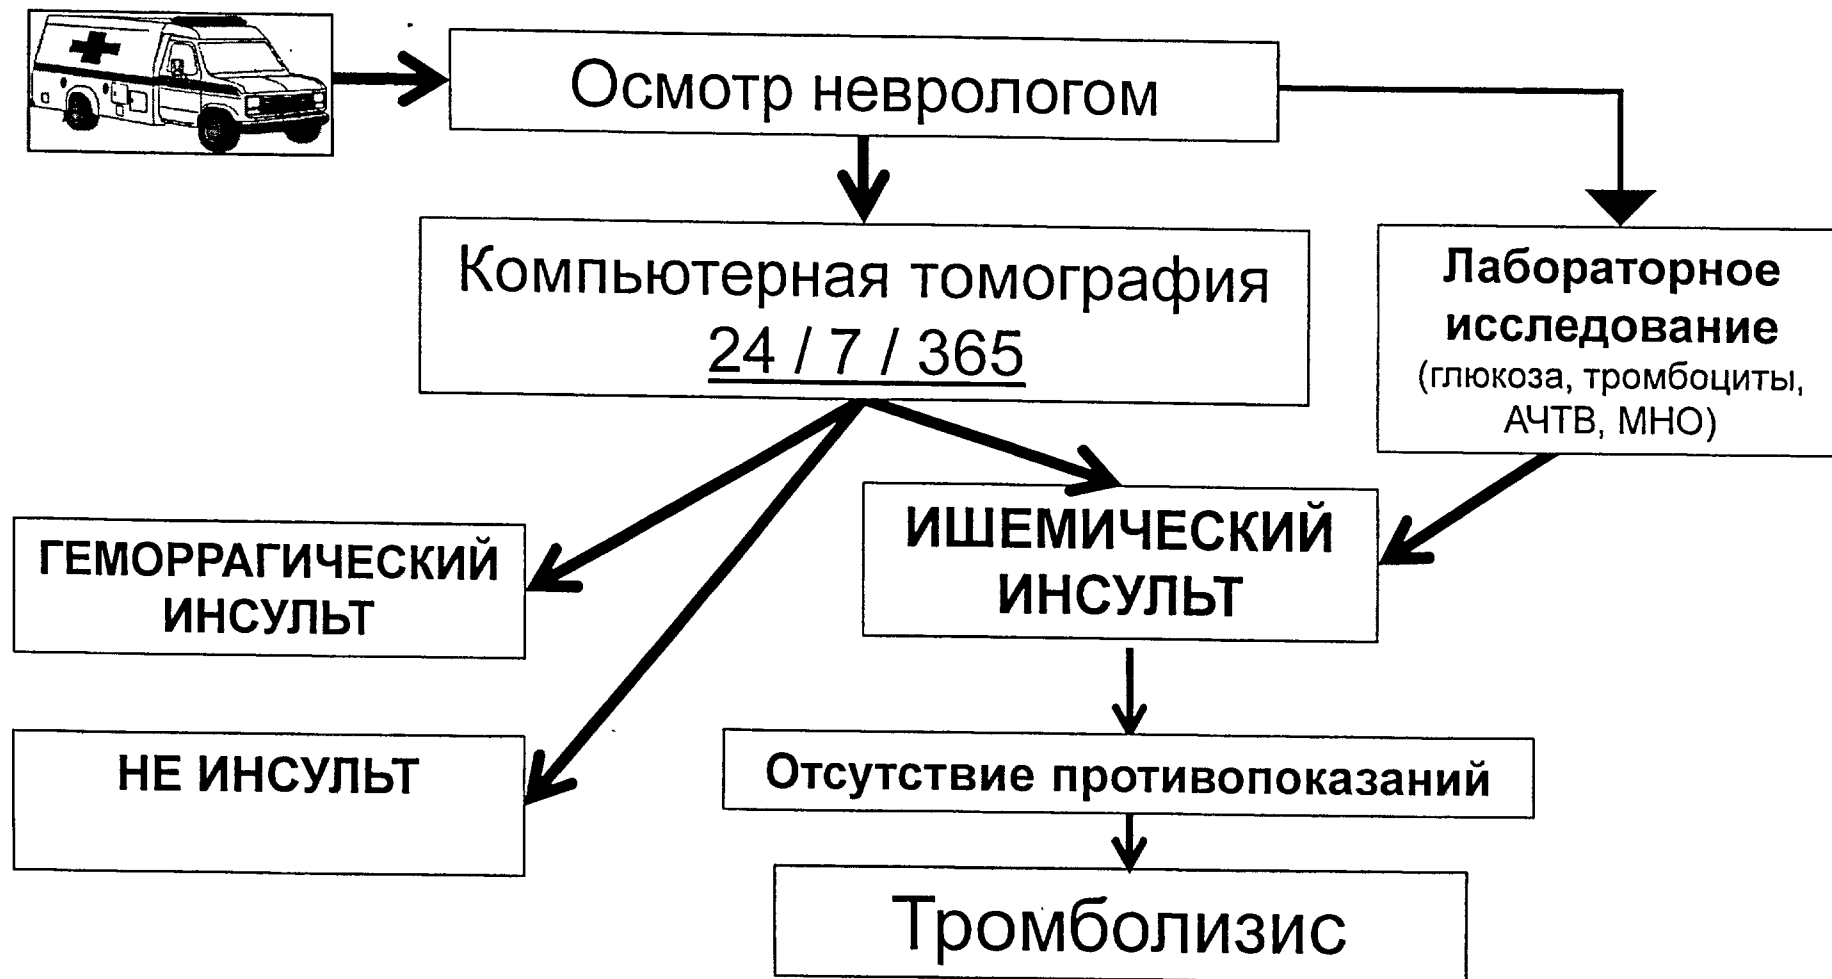 Осмотр неврологом
Компьютерная томография
24 / 7 / 365
Лабораторное
исследование
(глюкоза, тромбоциты,
АЧТВ, МНО)
ГЕМОРРАГИЧЕСКИЙ
ИНСУЛЬТ
ИШЕМИЧЕСКИЙ
ИНСУЛЬТ
НЕ ИНСУЛЬТ
Отсутствие противопоказаний
Тромболизис